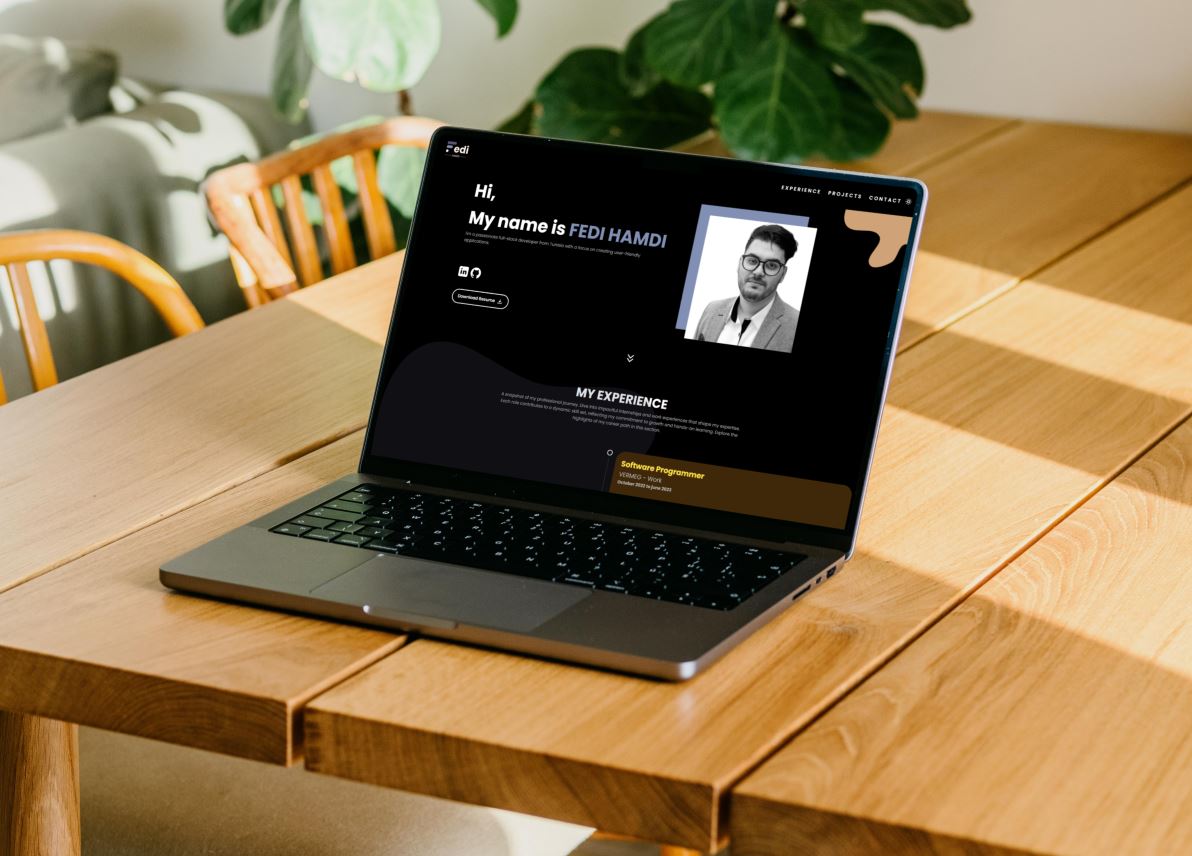 Fedi
EXPERIENCE PROJECTS CONTACT
Hi,
My name is FEDI HAMDI
I'm a passionate full-stack developer from Tunisia with a focus on creating user-friendly
applications.
in
Download Resume
MY EXPERIENCE
A snapshot of my professional journey. Dive into impactful internships and work experiences that shape my expertise.
Each role contributes to a dynamic skill set, reflecting my commitment to growth and hands-on learning. Explore the
highlights of my career path in this section.
Software Programmer
VERMEG - Work
October 2022 to June 2023